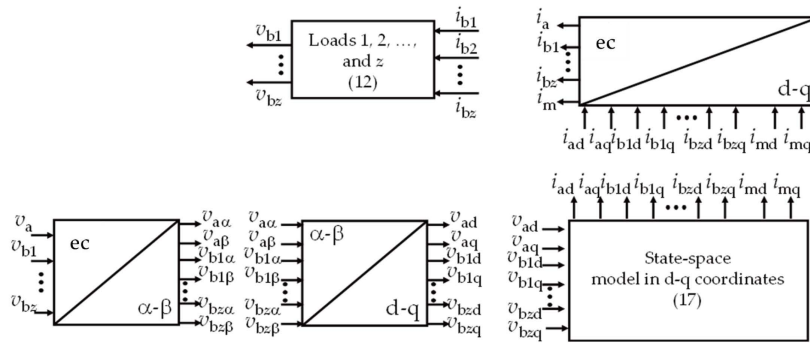 v_b1
⋮
v_bz
Loads 1, 2, ...,
and z
(12)
i_b1
i_b2
⋮
i_bz
i_a
i_b1
⋮
i_bz
i_m
ec
d-q
i_ad i_aq i_b1d i_b1q ... i_bzd i_bzq i_md i_mq
v_a
v_b1
⋮
v_bz
ec
α-β
v_aα
v_aβ
v_b1α
v_b1β
⋮
v_bzα
v_bzβ
v_aα
v_aβ
v_b1α
v_b1β
⋮
v_bzα
v_bzβ
α-β
d-q
v_ad
v_aq
v_b1d
v_b1q
⋮
v_bzd
v_bzq
i_ad i_aq i_b1d i_b1q ... i_bzd i_bzq i_md i_mq
v_ad
v_aq
v_b1d
v_b1q
⋮
v_bzd
v_bzq
State-space
model in d-q coordinates
(17)